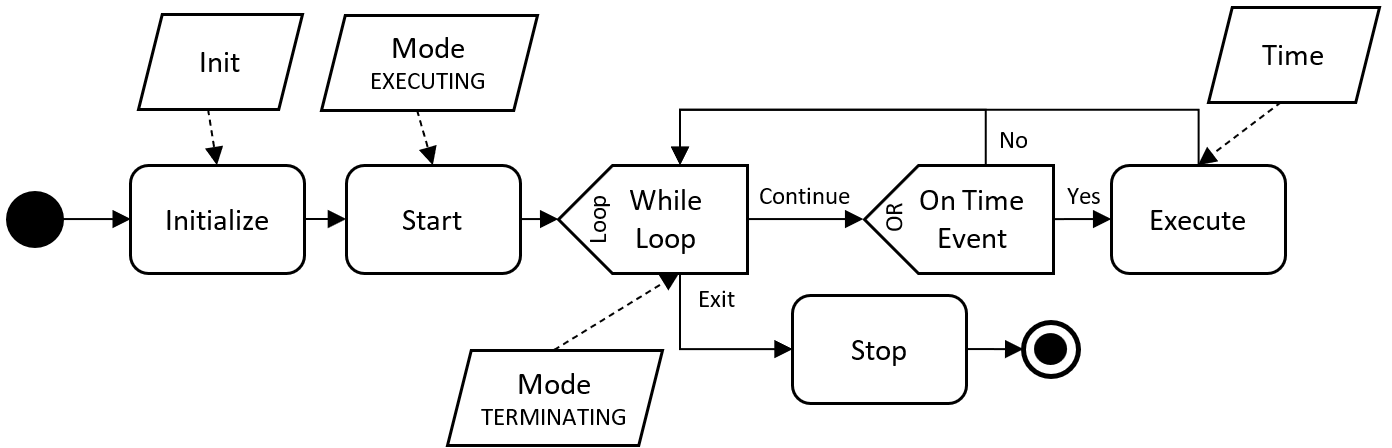 Init
Mode
EXECUTING
Time
No
Initialize
Start
Loop
While
Loop
Continue
OR
On Time
Event
Yes
Execute
Exit
Stop
Mode
TERMINATING